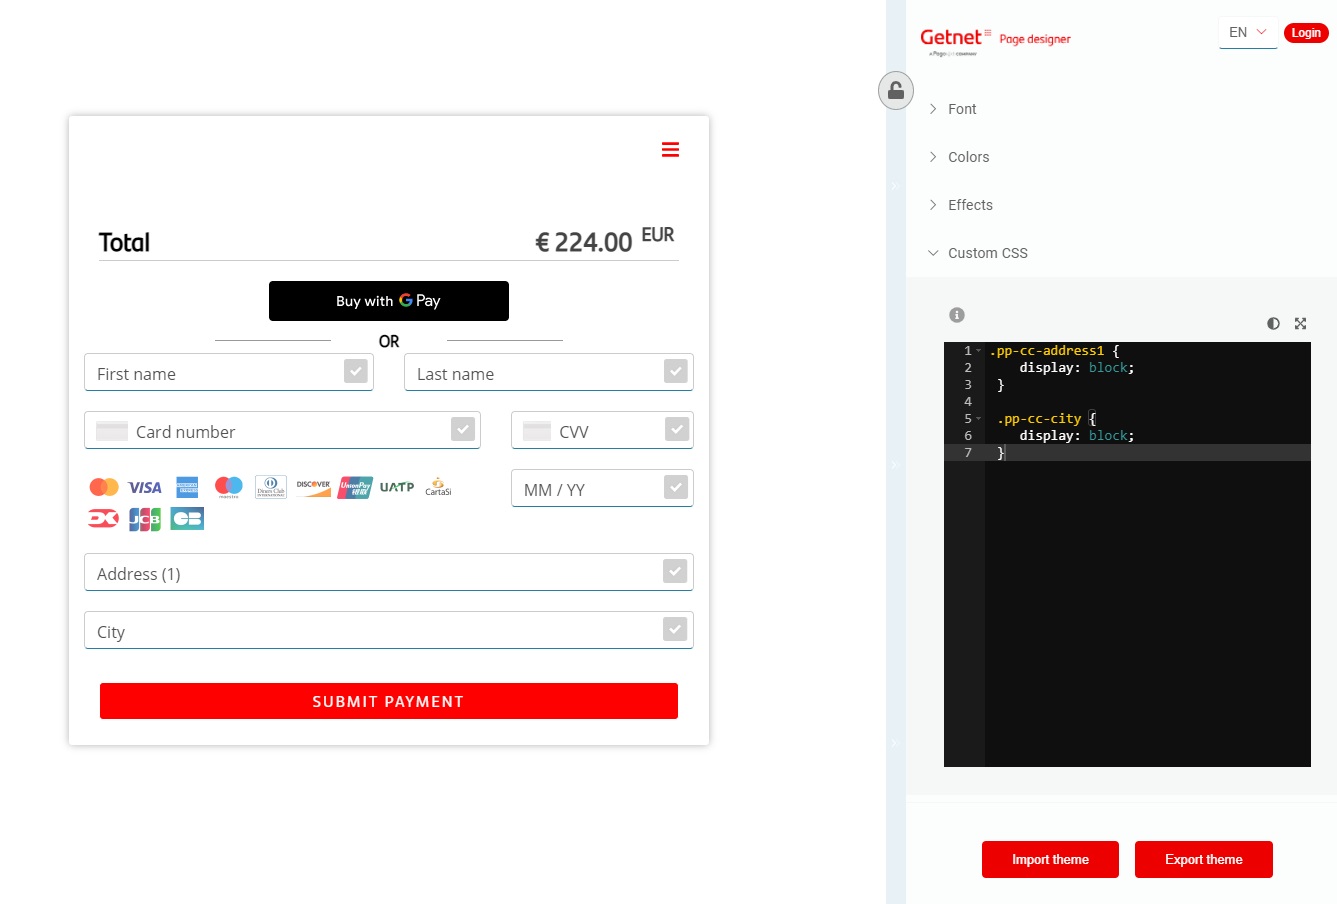 Getnet
Page designer
EN
Login
Font
Colors
Effects
Custom CSS
Total
€ 224.00 EUR
Buy with G Pay
OR
First name
Last name
Card number
CVV
VISA
DISCOVER
UnionPay
UATP
CartaSi
MM / YY
JCB
CB
Address (1)
City
SUBMIT PAYMENT
1 .pp-cc-address1 {
2 display: block;
3 }
4
5 .pp-cc-city {
6 display: block;
7 }
Import theme
Export theme